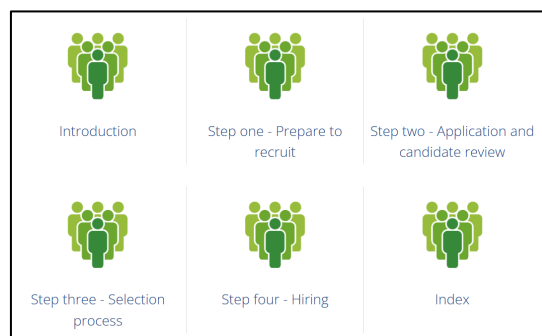 Introduction
Step one - Prepare to
recruit
Step two - Application and
candidate review
Step three - Selection
process
Step four - Hiring
Index